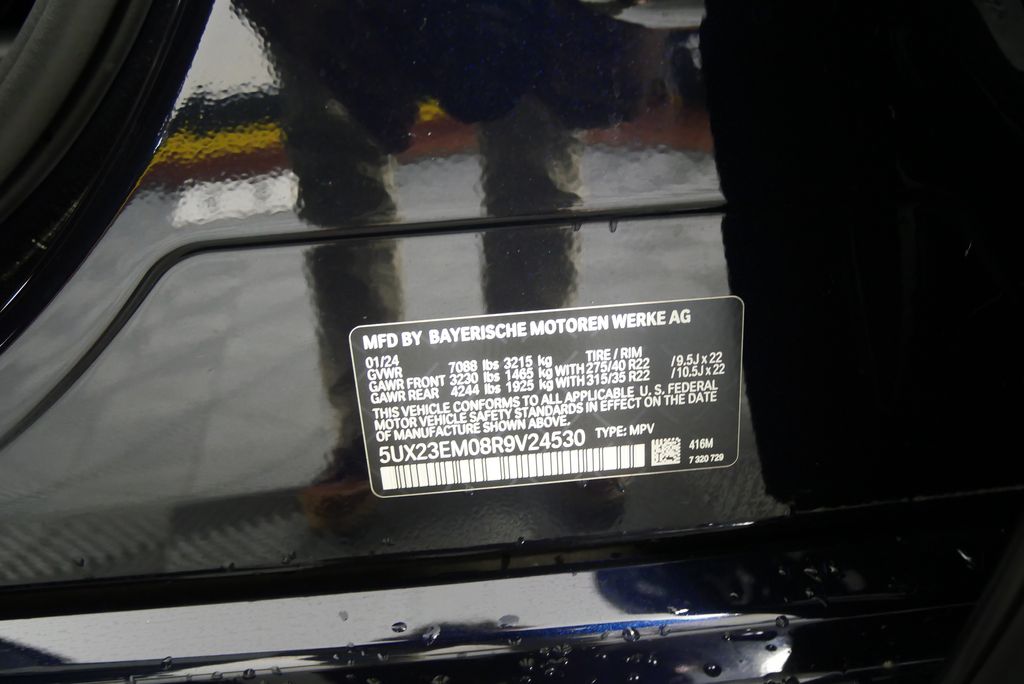 MFD BY BAYERISCHE MOTOREN WERKE AG
01/24 TIRE / RIM
GVWR 7088 lbs 3215 kg
GAWR FRONT 3230 lbs 1465 kg WITH 275/40 R22 /9.5J x 22
GAWR REAR 4244 lbs 1925 kg WITH 315/35 R22 /10.5J x 22
THIS VEHICLE CONFORMS TO ALL APPLICABLE U. S. FEDERAL
MOTOR VEHICLE SAFETY STANDARDS IN EFFECT ON THE DATE
OF MANUFACTURE SHOWN ABOVE.
5UX23EM08R9V24530 TYPE: MPV
416M
7 320 729